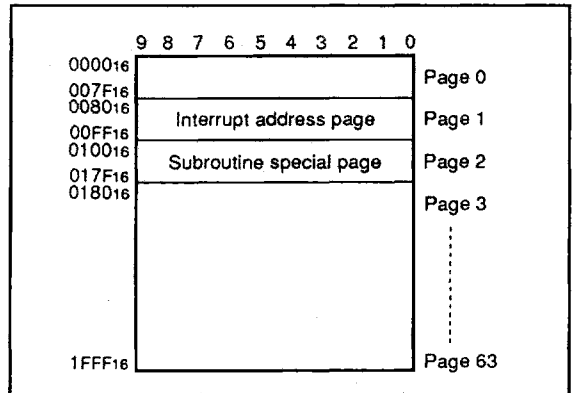 9 8 7 6 5 4 3 2 1 0
0000₁₆
Page 0
007F₁₆
0080₁₆
Interrupt address page Page 1
00FF₁₆
0100₁₆
Subroutine special page Page 2
017F₁₆
0180₁₆
Page 3
1FFF₁₆ Page 63